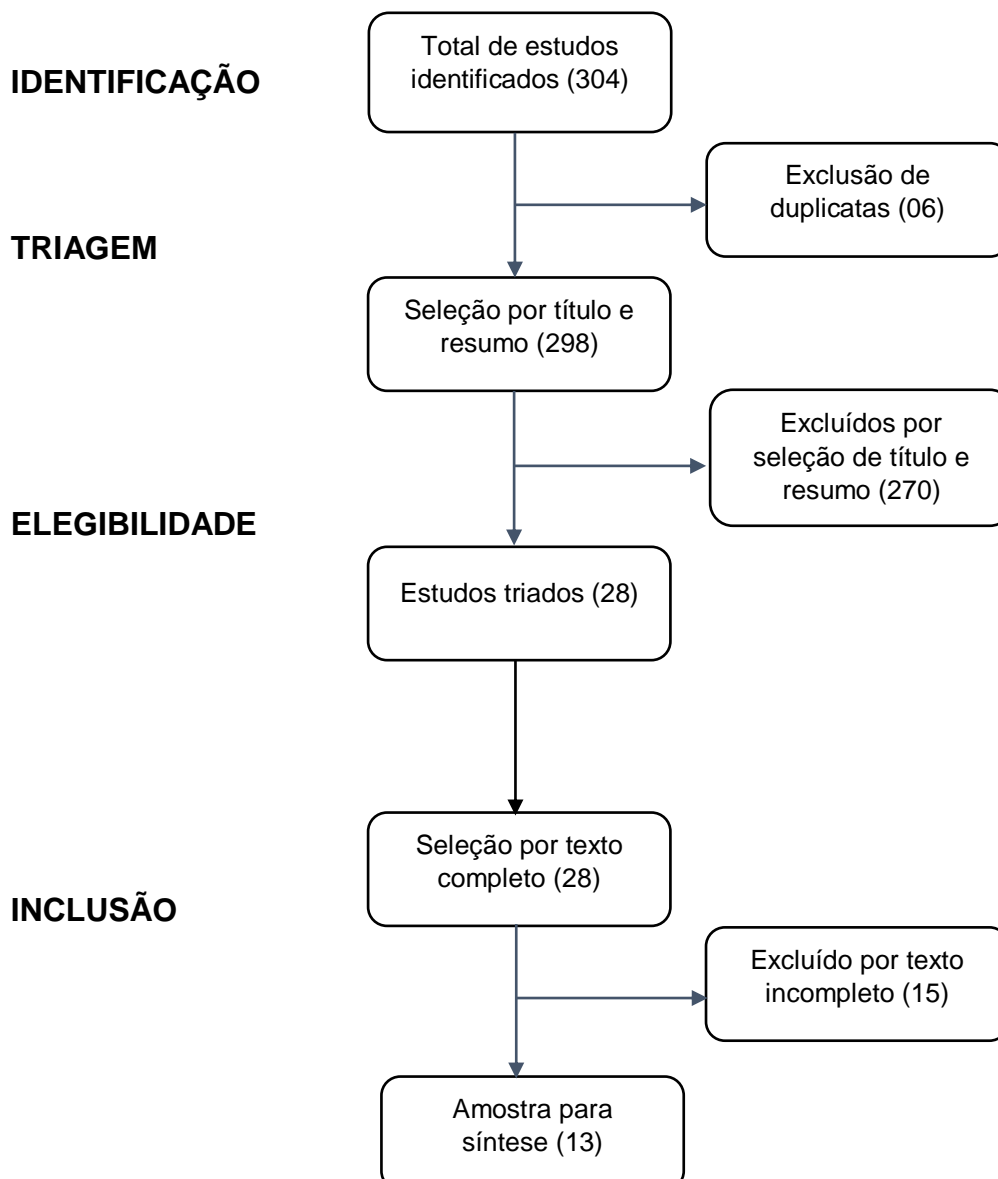 IDENTIFICAÇÃO
Total de estudos
identificados (304)
Exclusão de
duplicatas (06)
TRIAGEM
Seleção por título e
resumo (298)
Excluídos por
seleção de título e
resumo (270)
ELEGIBILIDADE
Estudos triados (28)
Seleção por texto
completo (28)
INCLUSÃO
Excluído por texto
incompleto (15)
Amostra para
síntese (13)